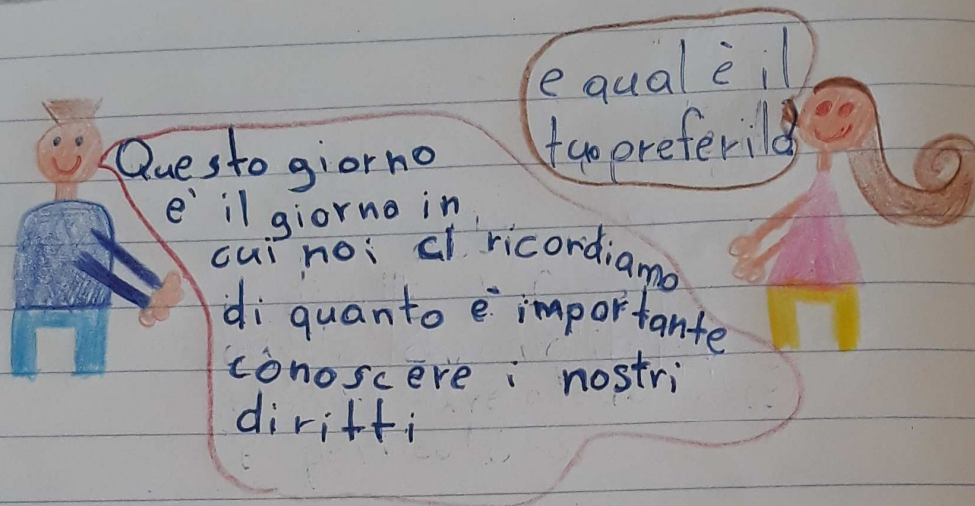 Questo giorno
e' il giorno in
cui noi ci ricordiamo
di quanto è importante
conoscere i nostri
diritti
e qual è il
tuo preferito